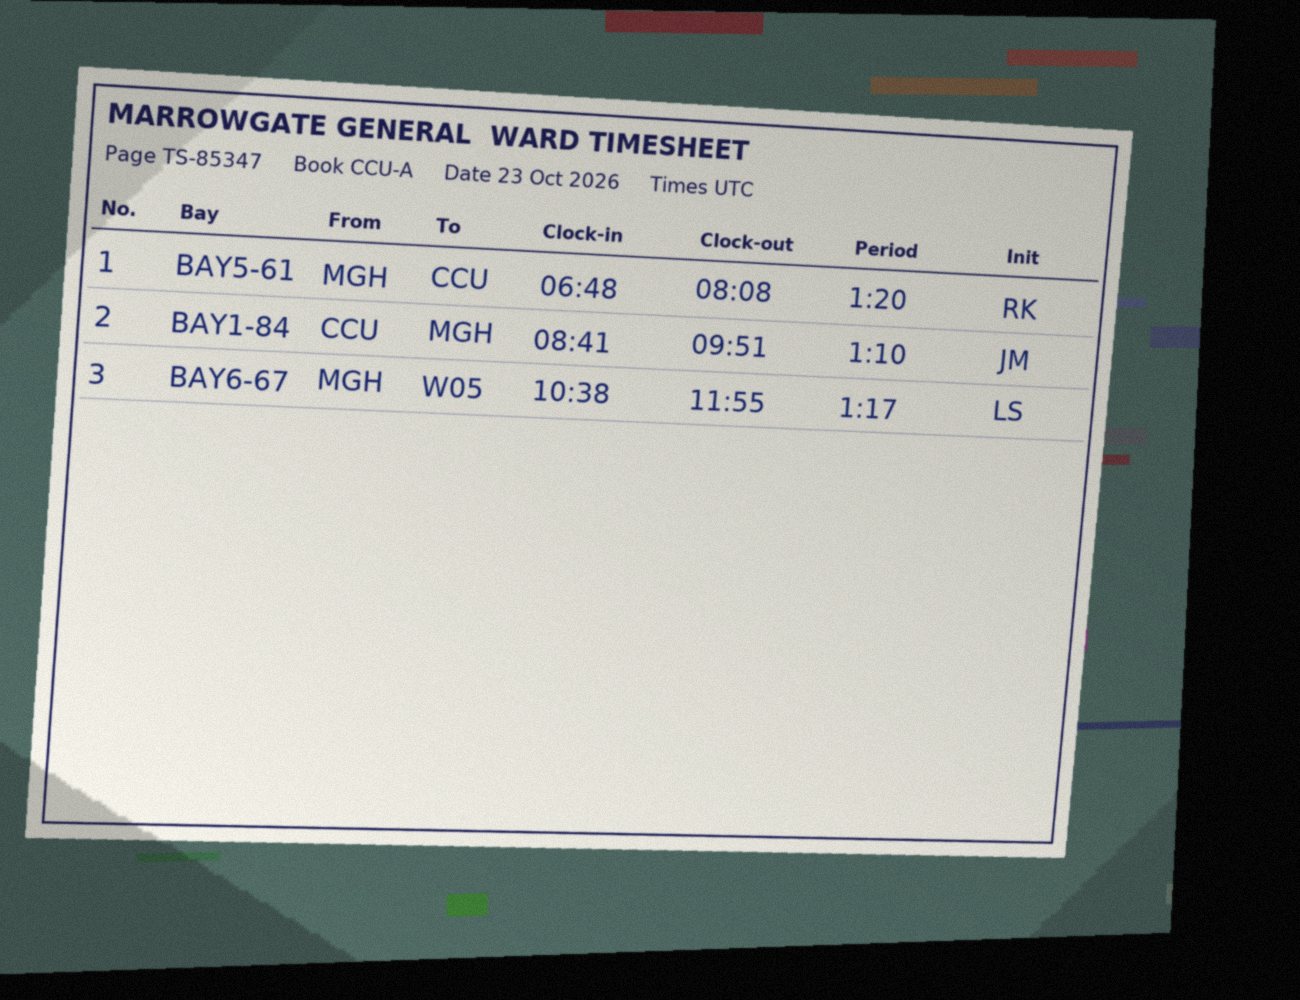 MARROWGATE GENERAL WARD TIMESHEET
Page TS-85347 Book CCU-A Date 23 Oct 2026 Times UTC
No. Bay From To Clock-in Clock-out Period Init
1 BAY5-61 MGH CCU 06:48 08:08 1:20 RK
2 BAY1-84 CCU MGH 08:41 09:51 1:10 JM
3 BAY6-67 MGH W05 10:38 11:55 1:17 LS